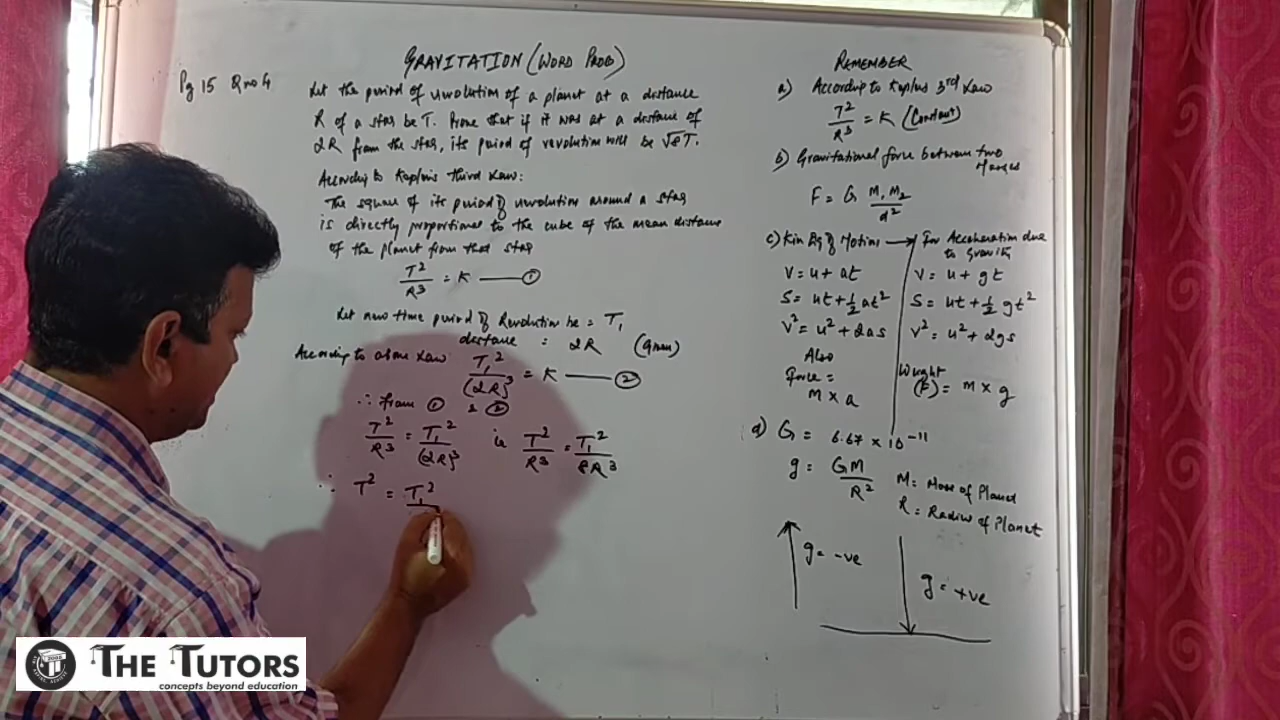 GRAVITATION (WORD PROB)
Pg 15 Q no 4
Let the period of revolution of a planet at a distance
R of a star be T. Prove that if it was at a distance of
2R from the star, its period of revolution will be √8 T.
According to Keplers third Law:
The square of its period of revolution around a star
is directly proportional to the cube of the mean distance
of the planet from that star
T²/R³ = K —— ①
Let new time period of Revolution be = T₁
distance = 2R (Given)
According to above Law T₁²/(2R)³ = K —— ②
∴ from ① & ②
T²/R³ = T₁²/(2R)³ ie T²/R³ = T₁²/8R³
∴ T² = T₁²
REMEMBER
a) According to Keplers 3rd Law
T²/R³ = K (Constant)
b) Gravitational force between two
Masses
F = G M₁ M₂/d²
c) Kin Eq of Motion → For Acceleration due
to Gravity
V = u + at
V = u + gt
S = ut + ½ at²
S = ut + ½ gt²
V² = u² + 2as
V² = u² + 2gs
Also
Force =
m × a
Weight
(F) = m × g
d) G = 6.67 × 10⁻¹¹
g = GM/R²
M = Mass of Planet
R = Radius of Planet
g = -ve
g = +ve
THE TUTORS
concepts beyond education